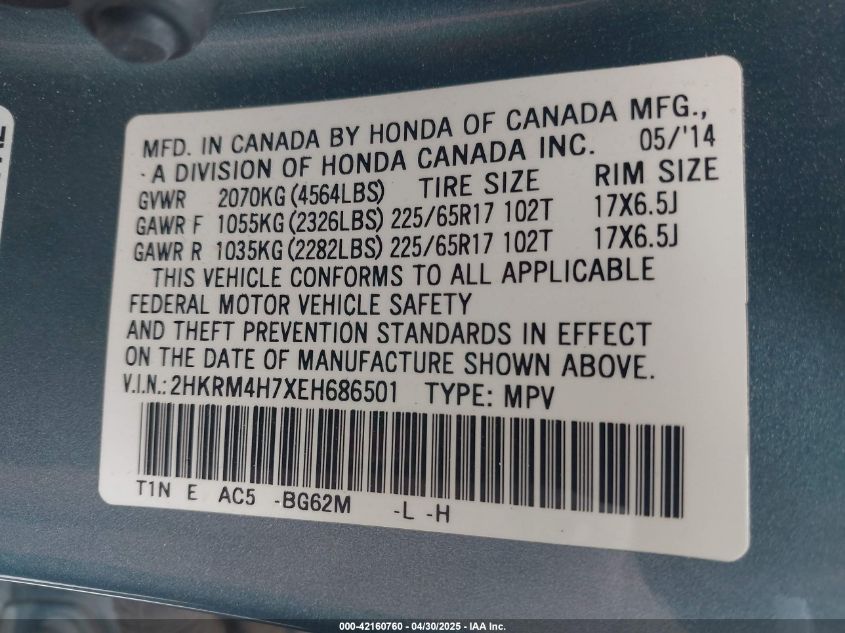 MFD. IN CANADA BY HONDA OF CANADA MFG.,
A DIVISION OF HONDA CANADA INC. 05/'14
GVWR 2070KG (4564LBS) TIRE SIZE RIM SIZE
GAWR F 1055KG (2326LBS) 225/65R17 102T 17X6.5J
GAWR R 1035KG (2282LBS) 225/65R17 102T 17X6.5J
THIS VEHICLE CONFORMS TO ALL APPLICABLE
FEDERAL MOTOR VEHICLE SAFETY
AND THEFT PREVENTION STANDARDS IN EFFECT
ON THE DATE OF MANUFACTURE SHOWN ABOVE.
V.I.N.: 2HKRM4H7XEH686501 TYPE: MPV
T1N E AC5 -BG62M -L -H
000-42160760 - 04/30/2025 - IAA Inc.